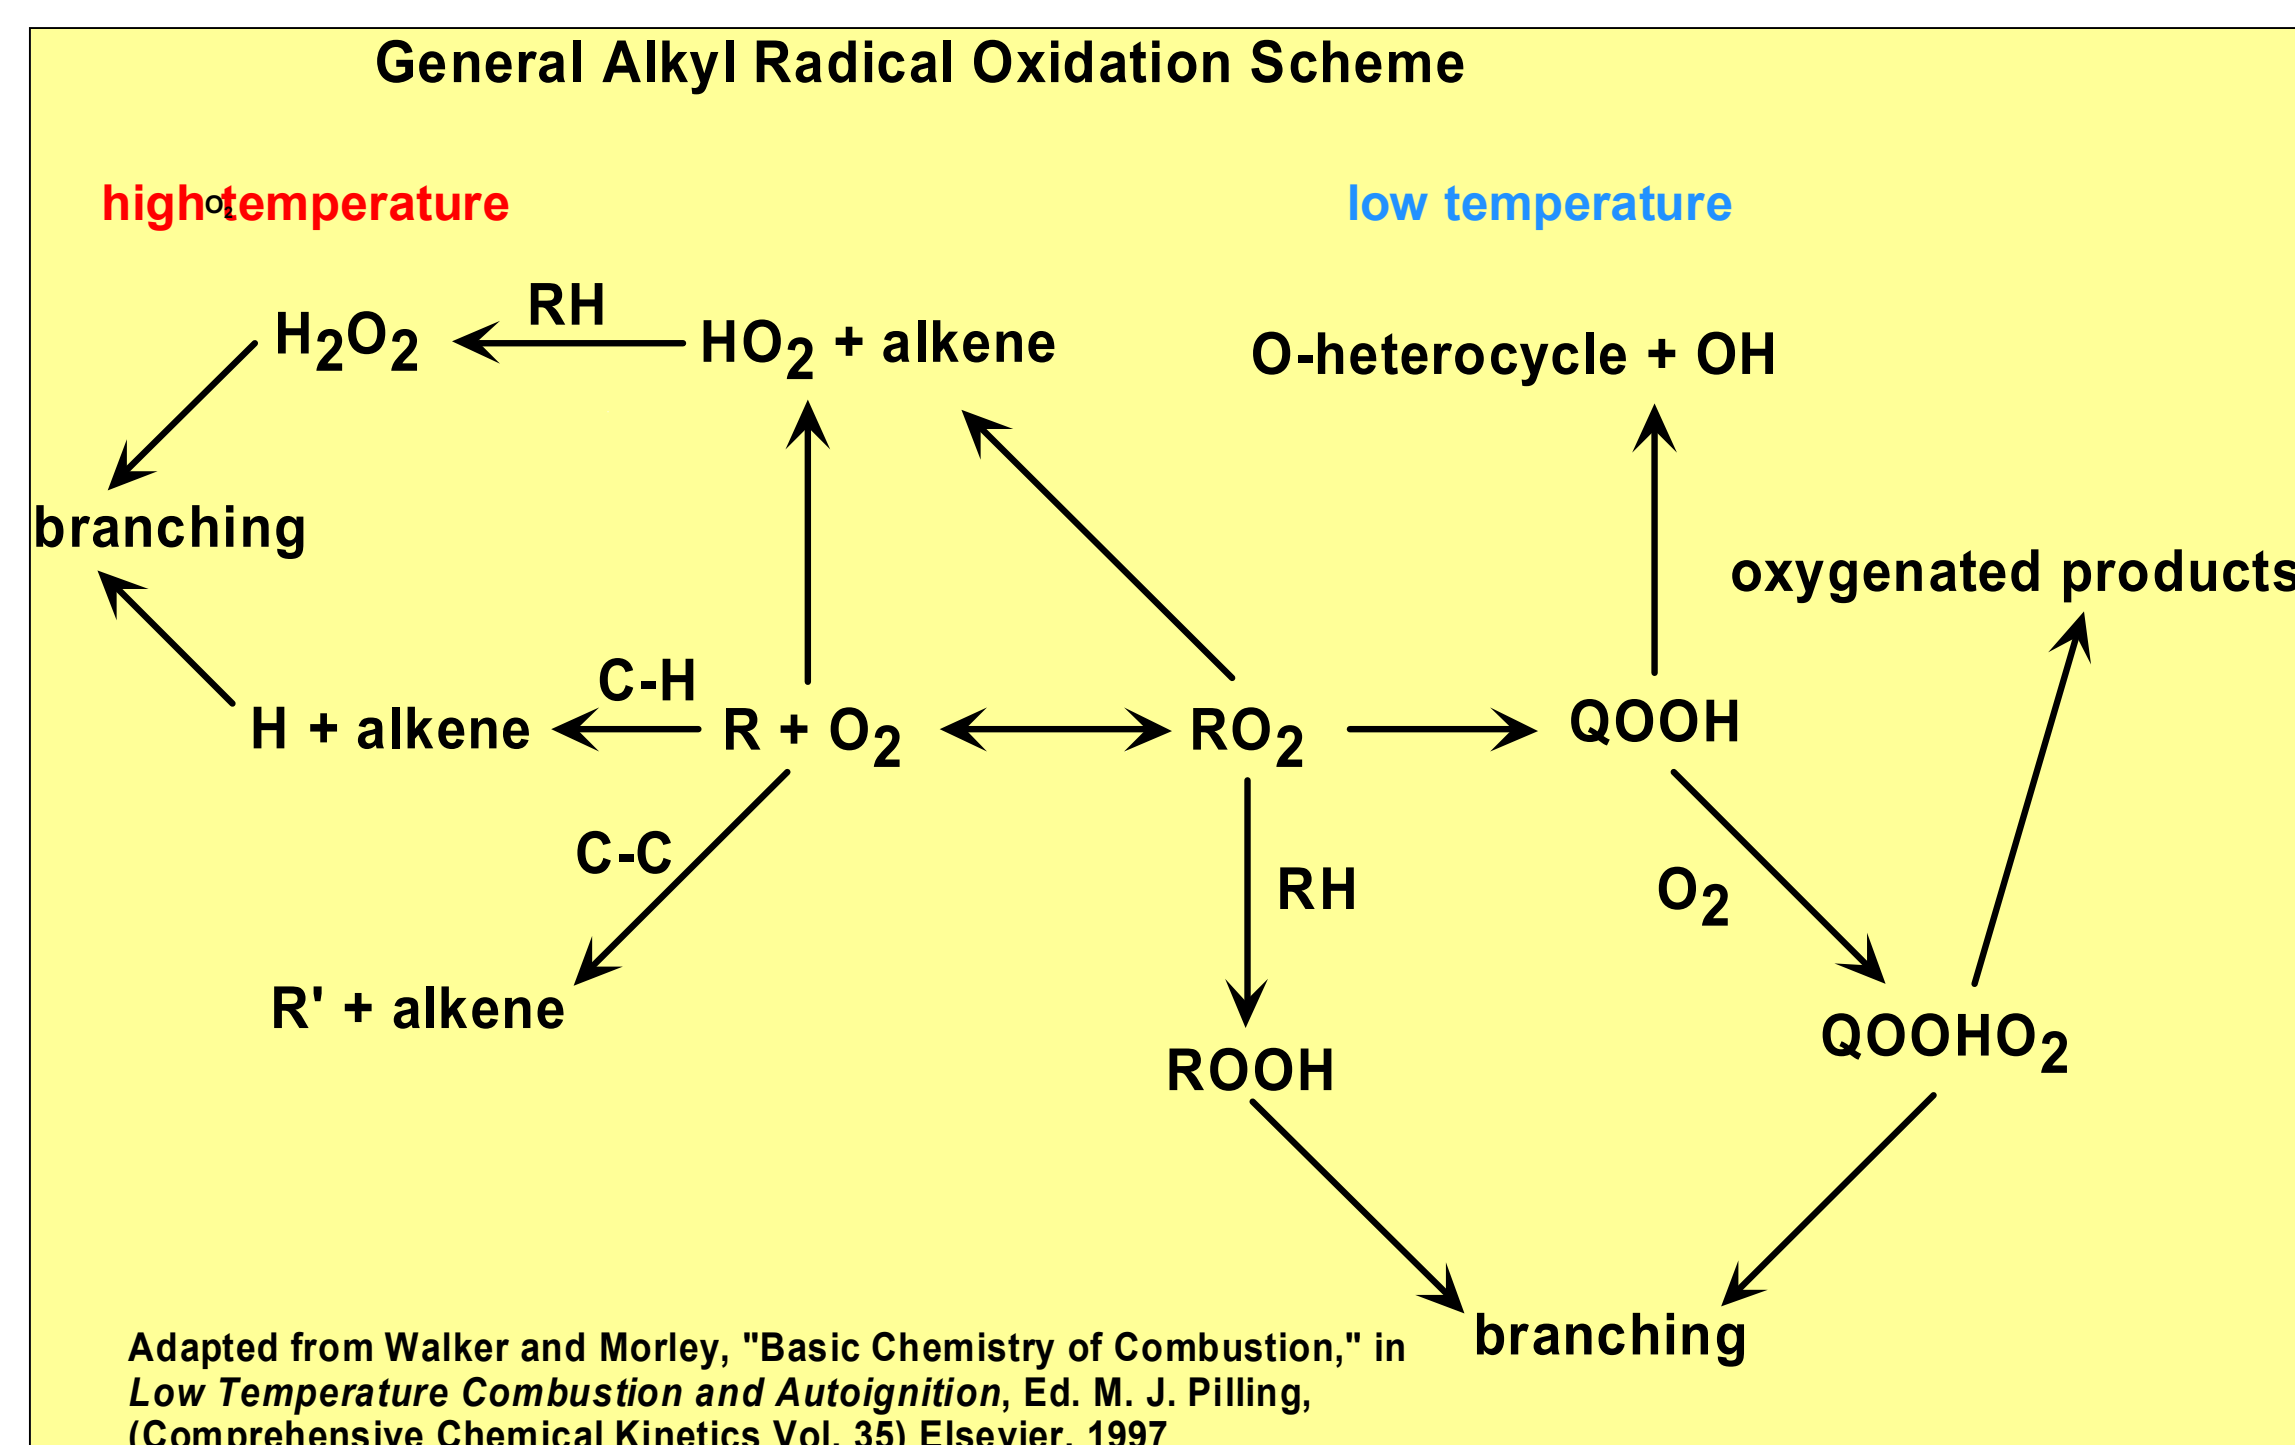 General Alkyl Radical Oxidation Scheme
high temperature
O2
low temperature
RH
H2O2
HO2 + alkene
O-heterocycle + OH
branching
oxygenated products
C-H
H + alkene
R + O2
RO2
QOOH
C-C
RH
O2
R' + alkene
QOOHO2
ROOH
branching
Adapted from Walker and Morley, "Basic Chemistry of Combustion," in
Low Temperature Combustion and Autoignition, Ed. M. J. Pilling,
(Comprehensive Chemical Kinetics Vol. 35) Elsevier, 1997